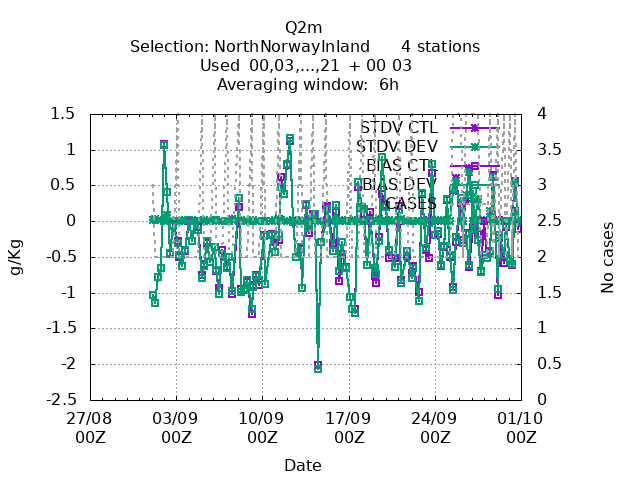 Q2m
Selection: NorthNorwayInland 4 stations
Used 00,03,...,21 + 00 03
Averaging window: 6h
STDV CTL
STDV DEV
BIAS CTL
BIAS DEV
CASES
1.5
1
0.5
0
-0.5
-1
-1.5
-2
-2.5
g/Kg
4
3.5
3
2.5
2
1.5
1
0.5
0
No cases
27/08 03/09 10/09 17/09 24/09 01/10
00Z 00Z 00Z 00Z 00Z 00Z
Date